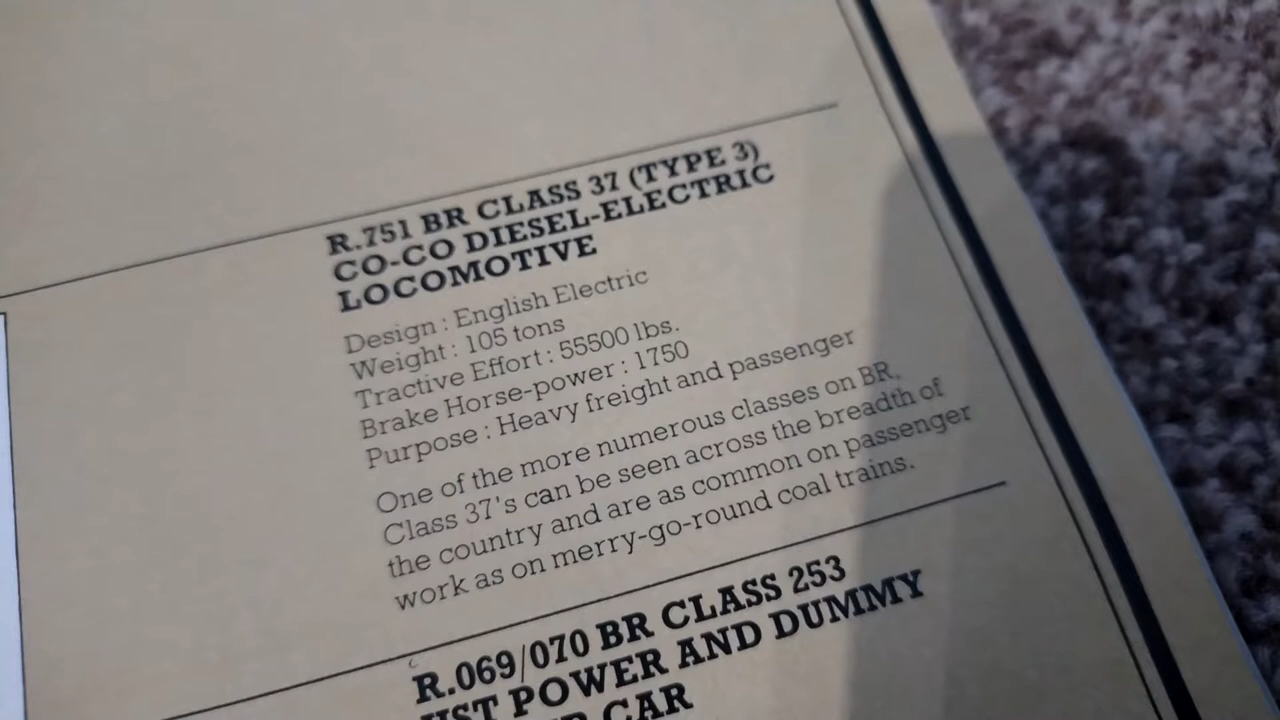 R.751 BR CLASS 37 (TYPE 3)
CO-CO DIESEL-ELECTRIC
LOCOMOTIVE
Design : English Electric
Weight : 105 tons
Tractive Effort : 55500 lbs.
Brake Horse-power : 1750
Purpose : Heavy freight and passenger
One of the more numerous classes on BR,
Class 37's can be seen across the breadth of
the country and are as common on passenger
work as on merry-go-round coal trains.
R.069/070 BR CLASS 253
HST POWER AND DUMMY
CAR